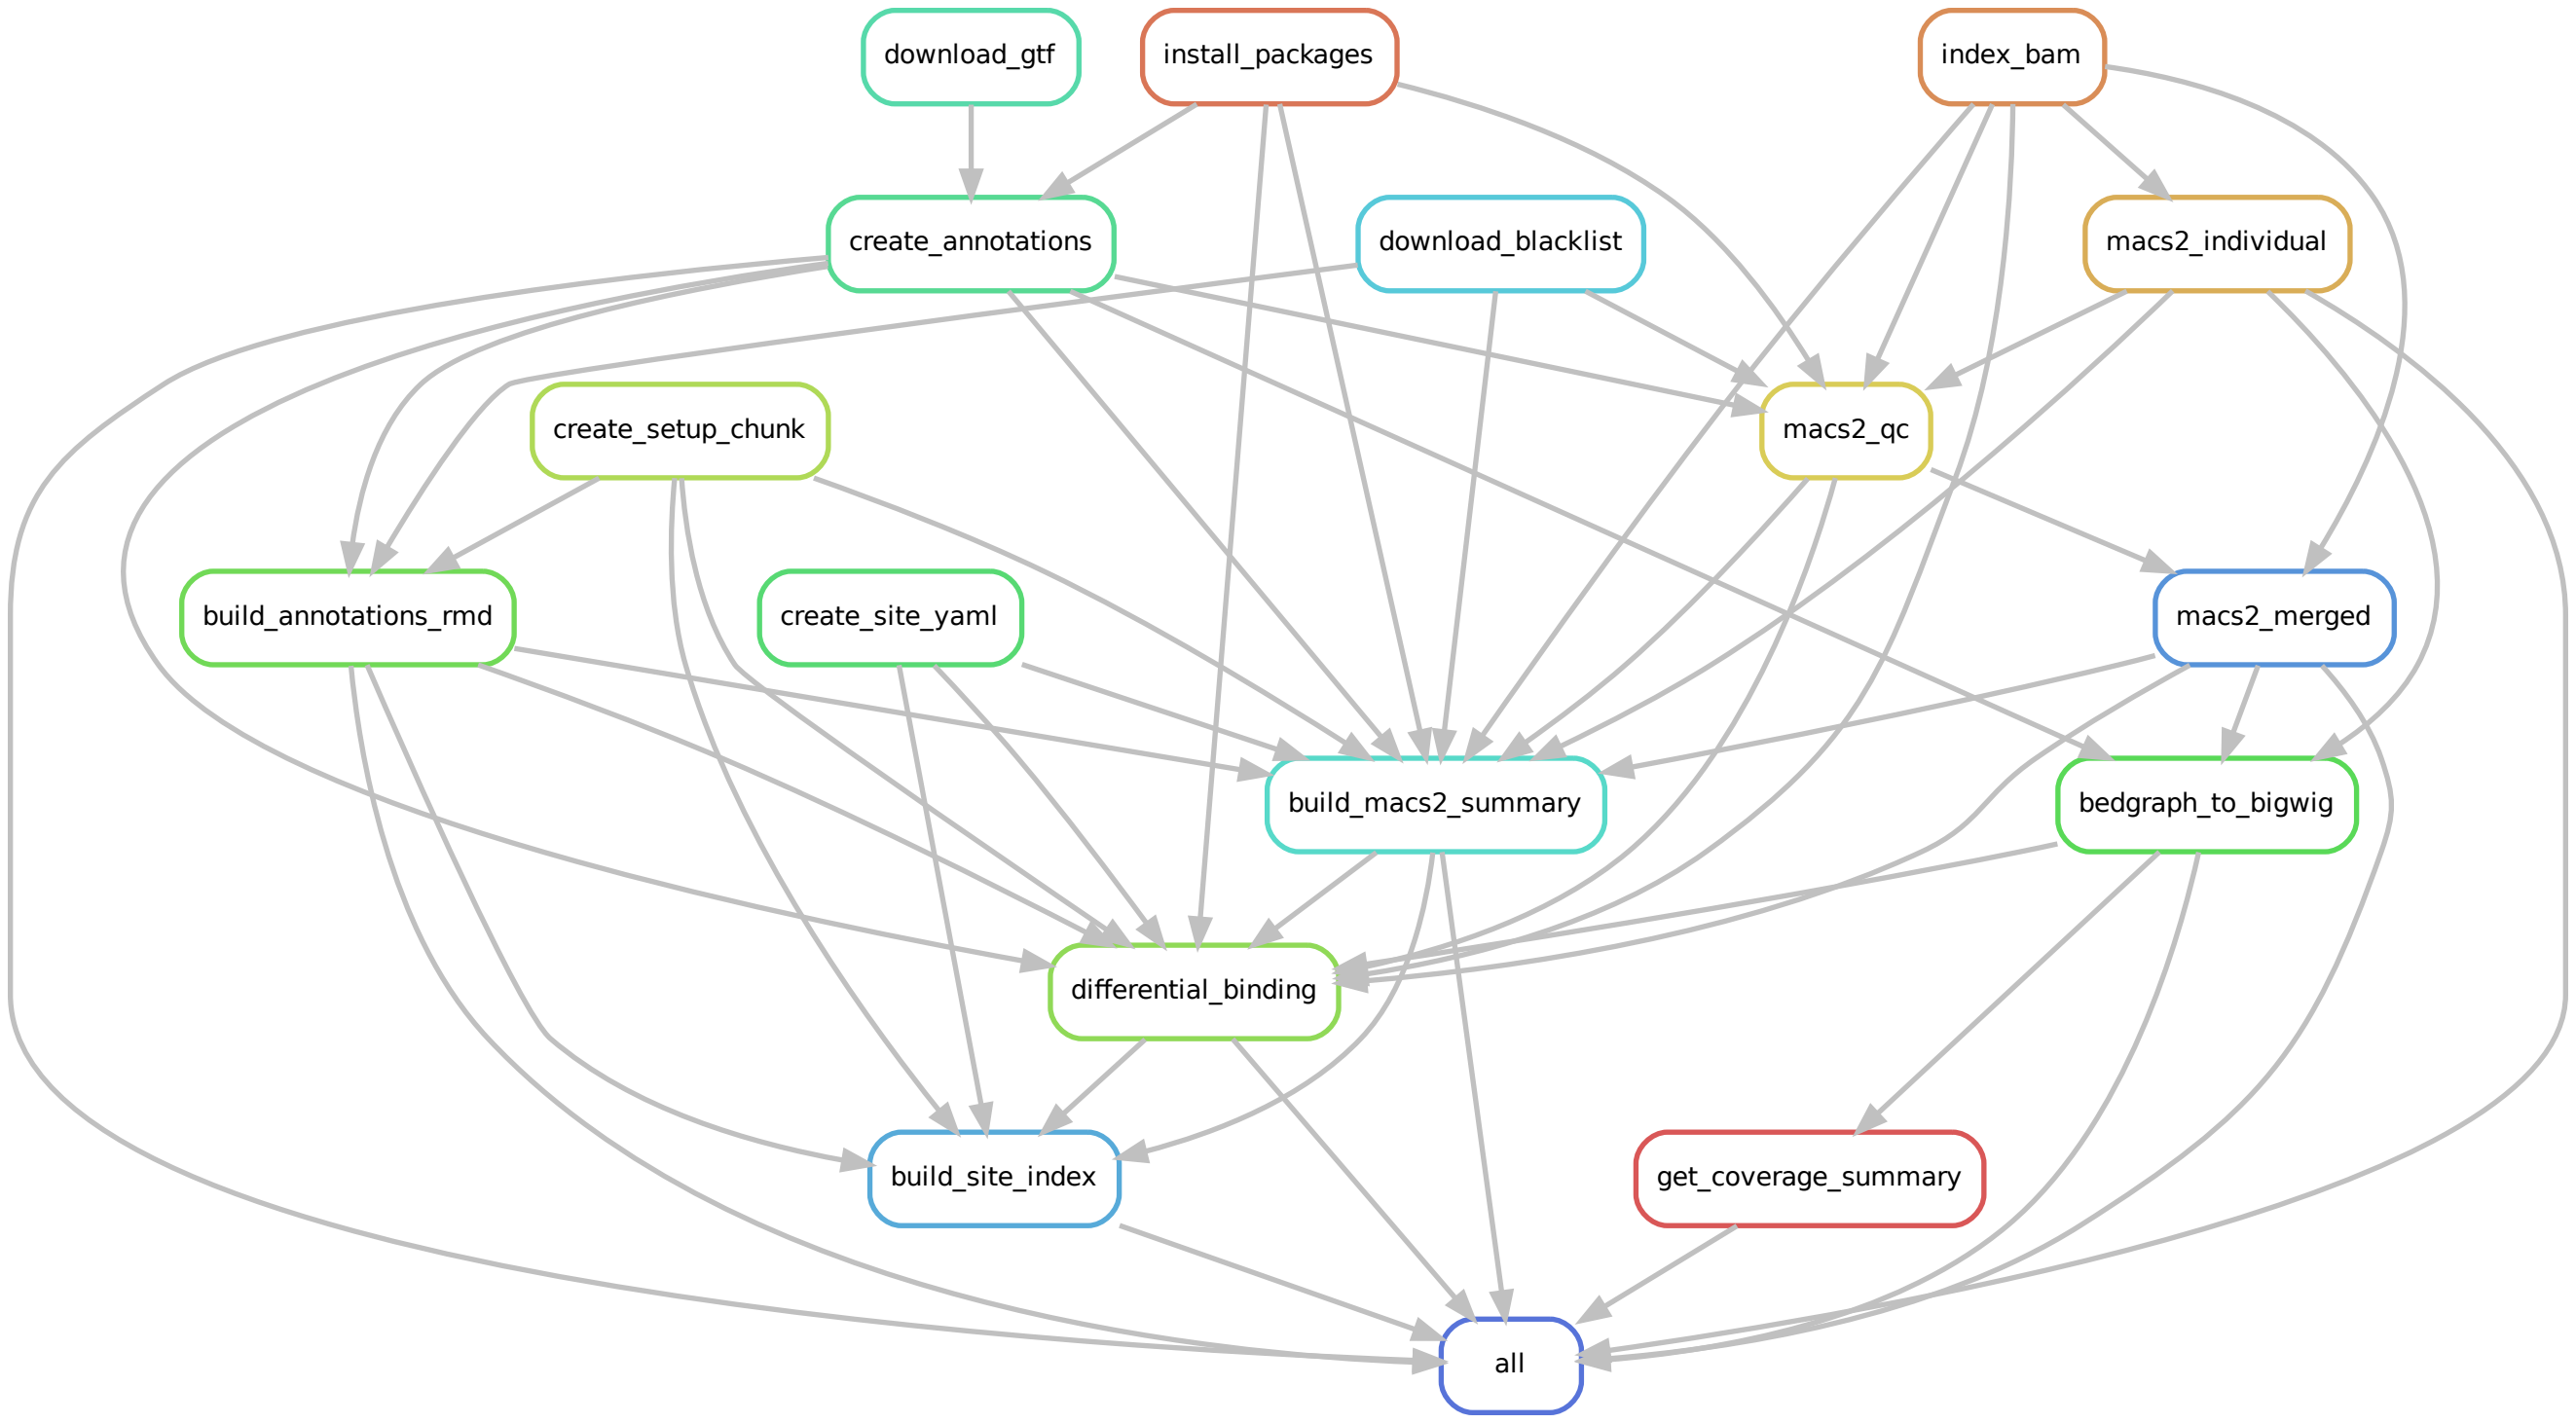 download_gtf
install_packages
index_bam
create_annotations
download_blacklist
macs2_individual
create_setup_chunk
macs2_qc
build_annotations_rmd
create_site_yaml
macs2_merged
build_macs2_summary
bedgraph_to_bigwig
differential_binding
build_site_index
get_coverage_summary
all